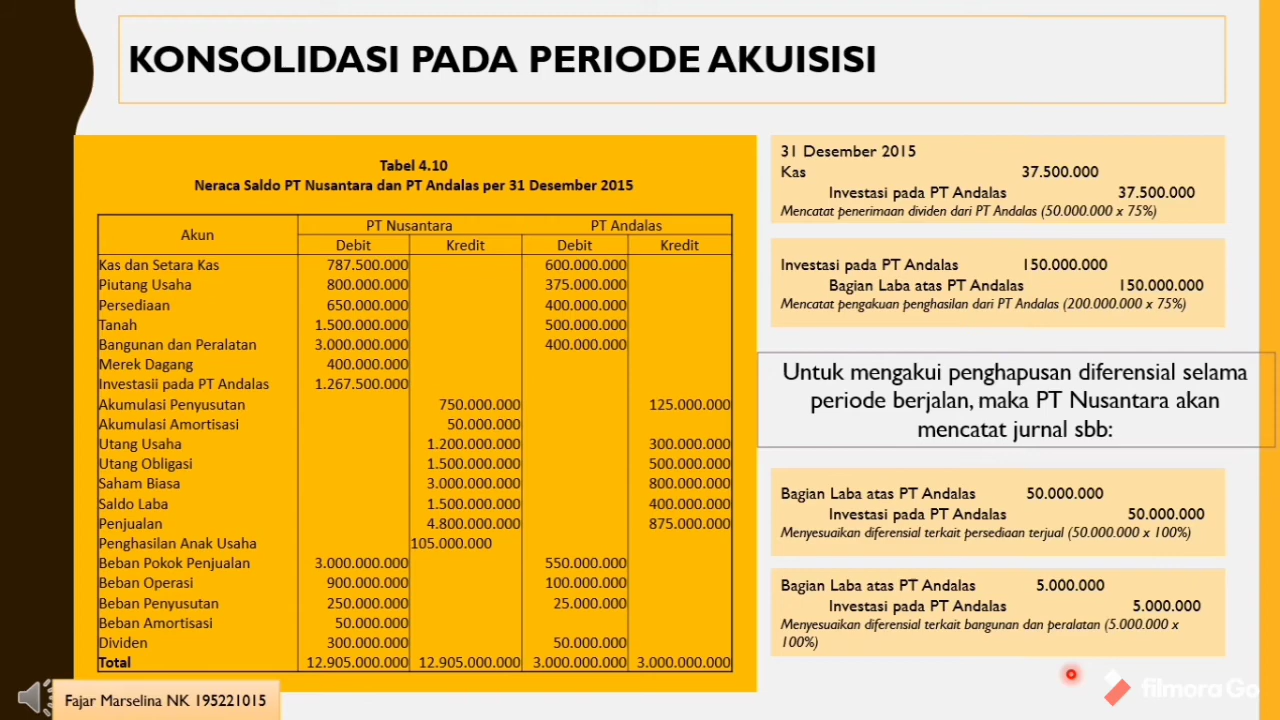 KONSOLIDASI PADA PERIODE AKUISISI
Tabel 4.10
Neraca Saldo PT Nusantara dan PT Andalas per 31 Desember 2015
Akun PT Nusantara PT Andalas
Debit Kredit Debit Kredit
Kas dan Setara Kas 787.500.000 600.000.000
Piutang Usaha 800.000.000 375.000.000
Persediaan 650.000.000 400.000.000
Tanah 1.500.000.000 500.000.000
Bangunan dan Peralatan 3.000.000.000 400.000.000
Merek Dagang 400.000.000
Investasii pada PT Andalas 1.267.500.000
Akumulasi Penyusutan 750.000.000 125.000.000
Akumulasi Amortisasi 50.000.000
Utang Usaha 1.200.000.000 300.000.000
Utang Obligasi 1.500.000.000 500.000.000
Saham Biasa 3.000.000.000 800.000.000
Saldo Laba 1.500.000.000 400.000.000
Penjualan 4.800.000.000 875.000.000
Penghasilan Anak Usaha 105.000.000
Beban Pokok Penjualan 3.000.000.000 550.000.000
Beban Operasi 900.000.000 100.000.000
Beban Penyusutan 250.000.000 25.000.000
Beban Amortisasi 50.000.000
Dividen 300.000.000 50.000.000
Total 12.905.000.000 12.905.000.000 3.000.000.000 3.000.000.000
31 Desember 2015
Kas 37.500.000
Investasi pada PT Andalas 37.500.000
Mencatat penerimaan dividen dari PT Andalas (50.000.000 x 75%)
Investasi pada PT Andalas 150.000.000
Bagian Laba atas PT Andalas 150.000.000
Mencatat pengakuan penghasilan dari PT Andalas (200.000.000 x 75%)
Untuk mengakui penghapusan diferensial selama
periode berjalan, maka PT Nusantara akan
mencatat jurnal sbb:
Bagian Laba atas PT Andalas 50.000.000
Investasi pada PT Andalas 50.000.000
Menyesuaikan diferensial terkait persediaan terjual (50.000.000 x 100%)
Bagian Laba atas PT Andalas 5.000.000
Investasi pada PT Andalas 5.000.000
Menyesuaikan diferensial terkait bangunan dan peralatan (5.000.000 x
100%)
Fajar Marselina NK 195221015
filmora Go